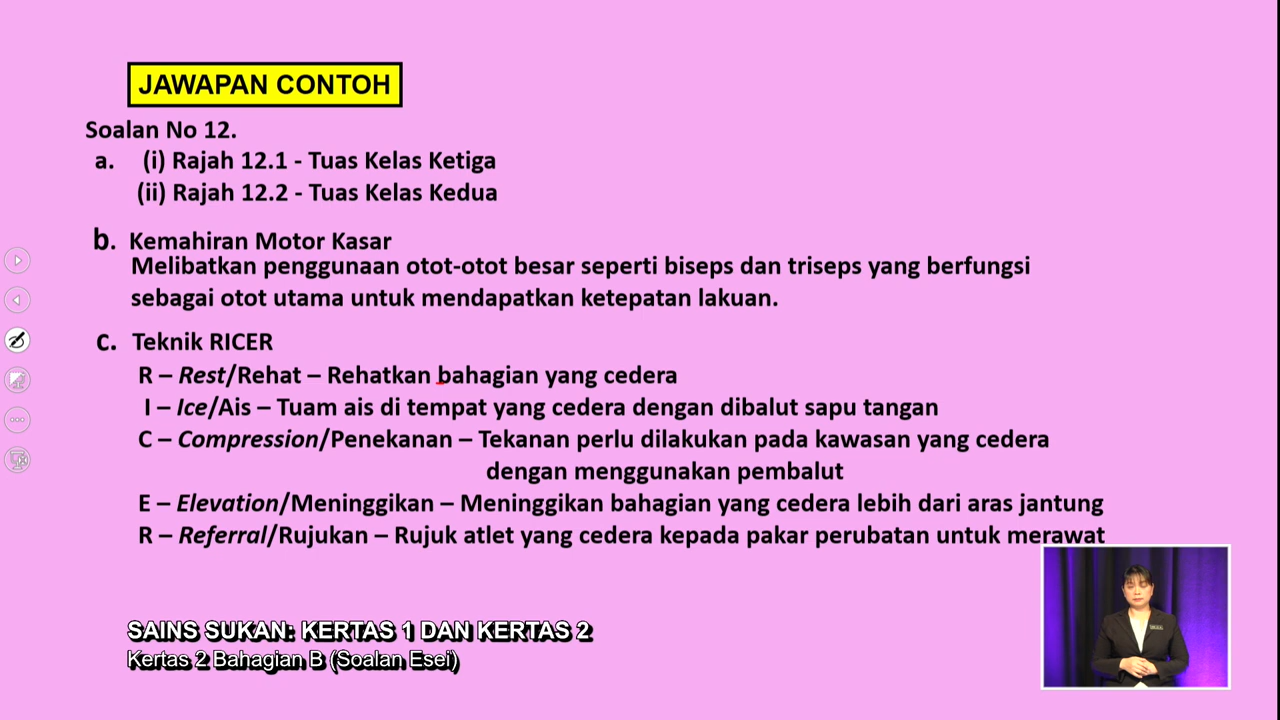 JAWAPAN CONTOH
Soalan No 12.
a. (i) Rajah 12.1 - Tuas Kelas Ketiga
(ii) Rajah 12.2 - Tuas Kelas Kedua
b. Kemahiran Motor Kasar
Melibatkan penggunaan otot-otot besar seperti biseps dan triseps yang berfungsi
sebagai otot utama untuk mendapatkan ketepatan lakuan.
c. Teknik RICER
R – Rest/Rehat – Rehatkan bahagian yang cedera
I – Ice/Ais – Tuam ais di tempat yang cedera dengan dibalut sapu tangan
C – Compression/Penekanan – Tekanan perlu dilakukan pada kawasan yang cedera
dengan menggunakan pembalut
E – Elevation/Meninggikan – Meninggikan bahagian yang cedera lebih dari aras jantung
R – Referral/Rujukan – Rujuk atlet yang cedera kepada pakar perubatan untuk merawat
SAINS SUKAN: KERTAS 1 DAN KERTAS 2
Kertas 2 Bahagian B (Soalan Esei)